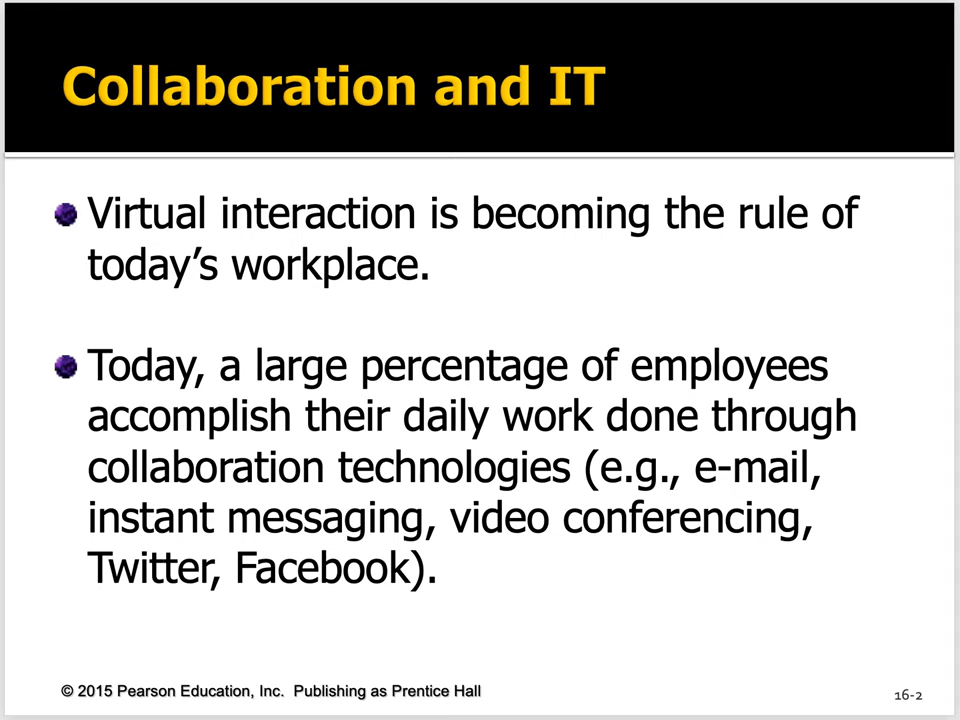 Collaboration and IT
Virtual interaction is becoming the rule of
today’s workplace.
Today, a large percentage of employees
accomplish their daily work done through
collaboration technologies (e.g., e-mail,
instant messaging, video conferencing,
Twitter, Facebook).
© 2015 Pearson Education, Inc.  Publishing as Prentice Hall
16-2